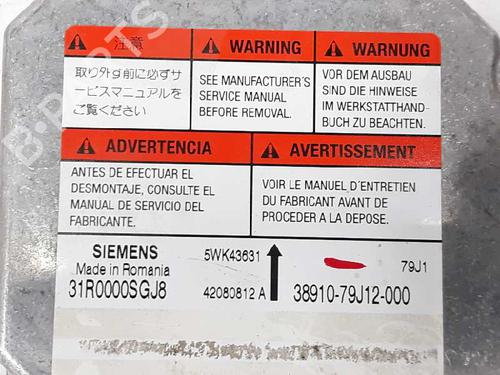 注意
取り外す前に必ずサ
ービスマニュアルを
ご覧ください
WARNING
SEE MANUFACTURER'S
SERVICE MANUAL
BEFORE REMOVAL.
WARNUNG
VOR DEM AUSBAU
SIND DIE HINWEISE
IM WERKSTATTHAND-
BUCH ZU BEACHTEN.
ADVERTENCIA
ANTES DE EFECTUAR EL
DESMONTAJE, CONSULTE EL
MANUAL DE SERVICIO DEL
FABRICANTE.
AVERTISSEMENT
VOIR LE MANUEL D'ENTRETIEN
DU FABRICANT AVANT DE
PROCEDER A LA DEPOSE.
SIEMENS 5WK43631 79J1
Made in Romania
31R0000SGJ8 42080812 A 38910-79J12-000
B-PARTS